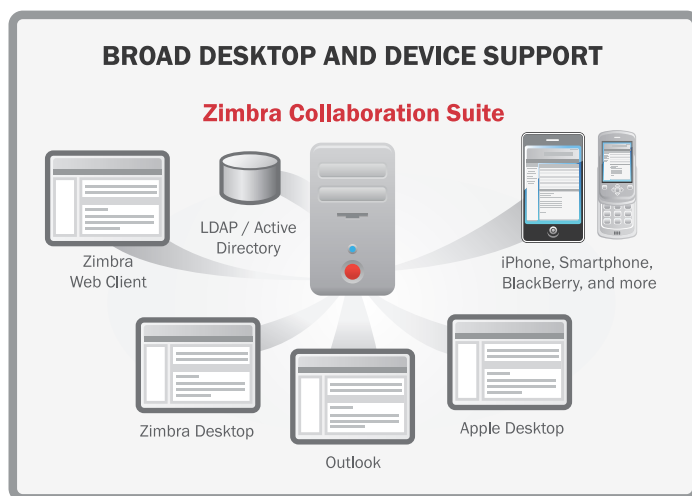 BROAD DESKTOP AND DEVICE SUPPORT
Zimbra Collaboration Suite
LDAP / Active
Directory
Zimbra
Web Client
iPhone, Smartphone,
BlackBerry, and more
Zimbra Desktop
Outlook
Apple Desktop